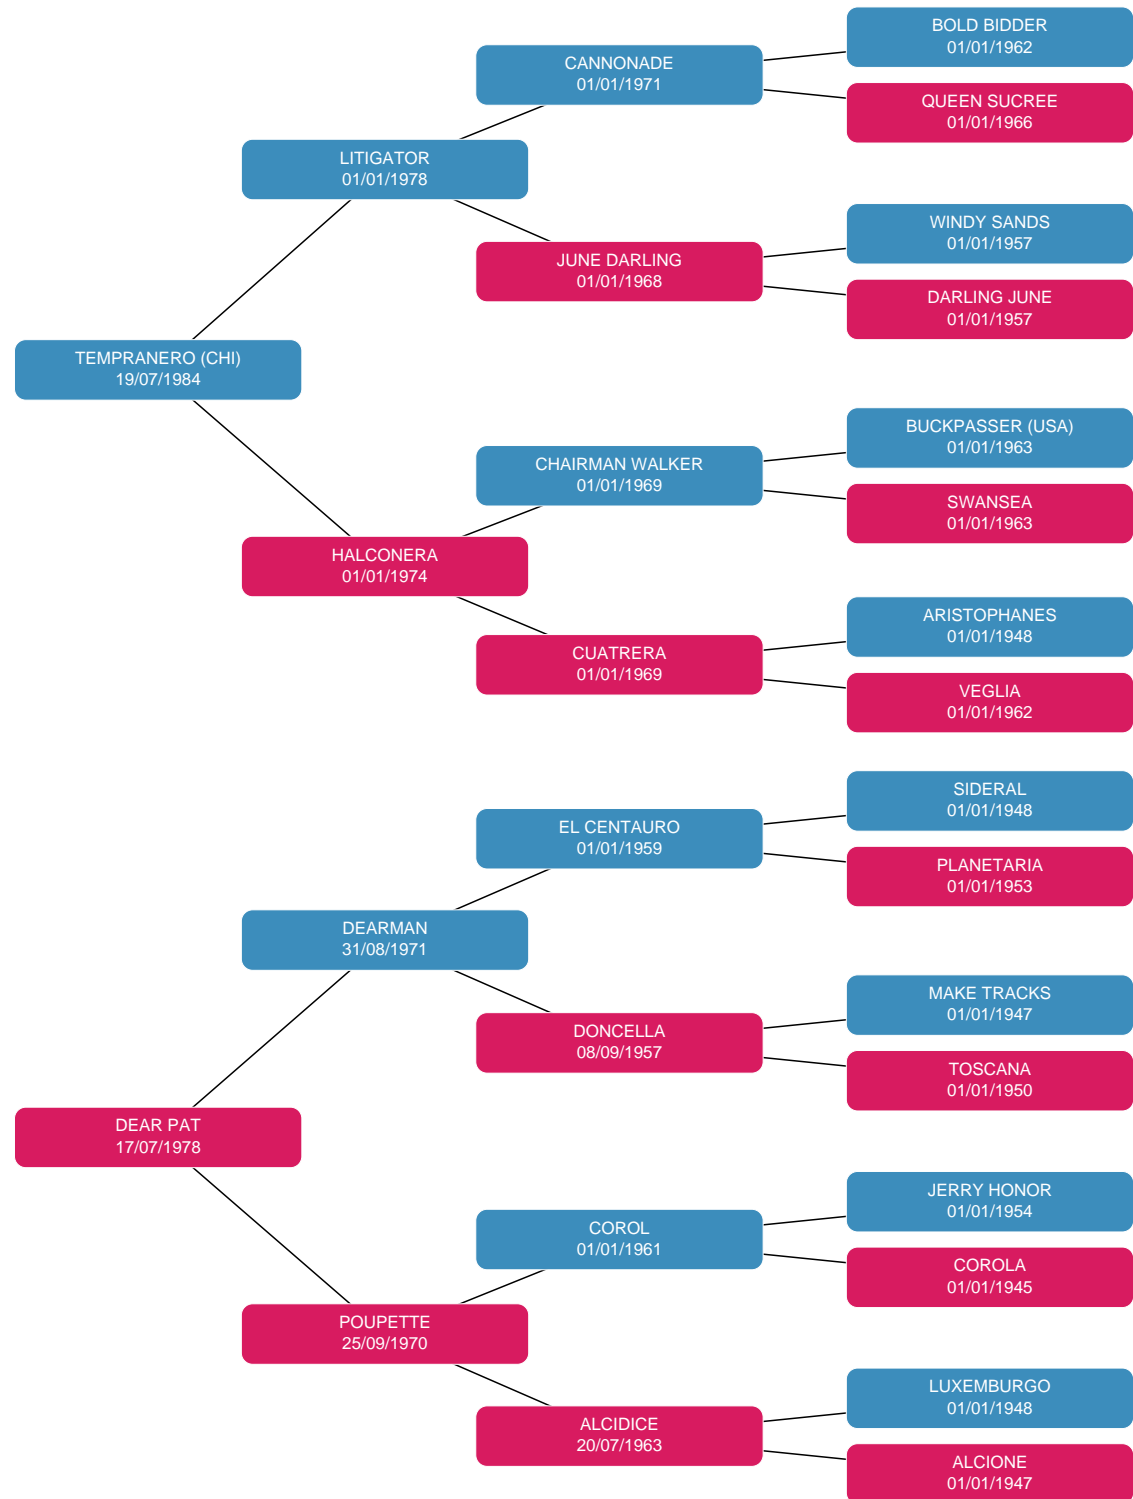 BOLD BIDDER
01/01/1962
CANNONADE
01/01/1971
QUEEN SUCREE
01/01/1966
LITIGATOR
01/01/1978
WINDY SANDS
01/01/1957
JUNE DARLING
01/01/1968
DARLING JUNE
01/01/1957
TEMPRANERO (CHI)
19/07/1984
BUCKPASSER (USA)
01/01/1963
CHAIRMAN WALKER
01/01/1969
SWANSEA
01/01/1963
HALCONERA
01/01/1974
ARISTOPHANES
01/01/1948
CUATRERA
01/01/1969
VEGLIA
01/01/1962
SIDERAL
01/01/1948
EL CENTAURO
01/01/1959
PLANETARIA
01/01/1953
DEARMAN
31/08/1971
MAKE TRACKS
01/01/1947
DONCELLA
08/09/1957
TOSCANA
01/01/1950
DEAR PAT
17/07/1978
JERRY HONOR
01/01/1954
COROL
01/01/1961
COROLA
01/01/1945
POUPETTE
25/09/1970
LUXEMBURGO
01/01/1948
ALCIDICE
20/07/1963
ALCIONE
01/01/1947